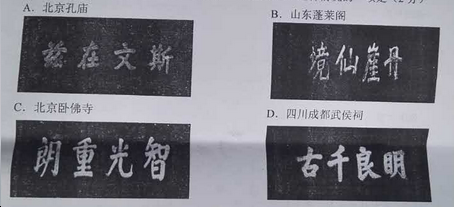 A．北京孔庙
兹在文斯
B．山东蓬莱阁
境仙崖丹
C．北京卧佛寺
朗重光智
D．四川成都武侯祠
古千良明